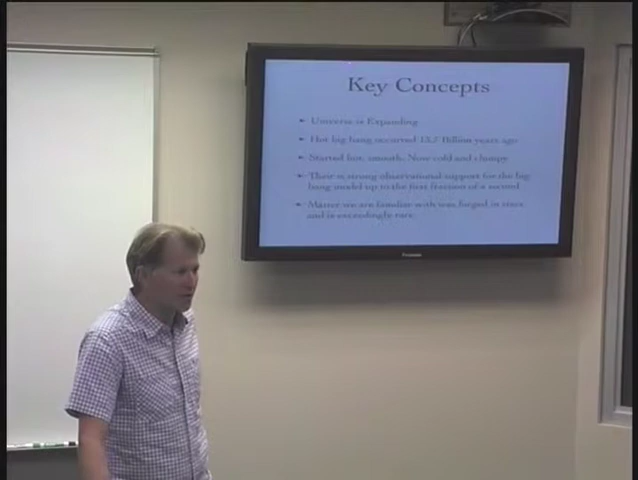 Key Concepts
Universe is Expanding
Hot big bang occurred 13.7 Billion years ago
Started hot, smooth. Now cold and clumpy
There is strong observational support for the big
bang model up to the first fraction of a second
Matter we are familiar with was forged in stars
and is exceedingly rare.